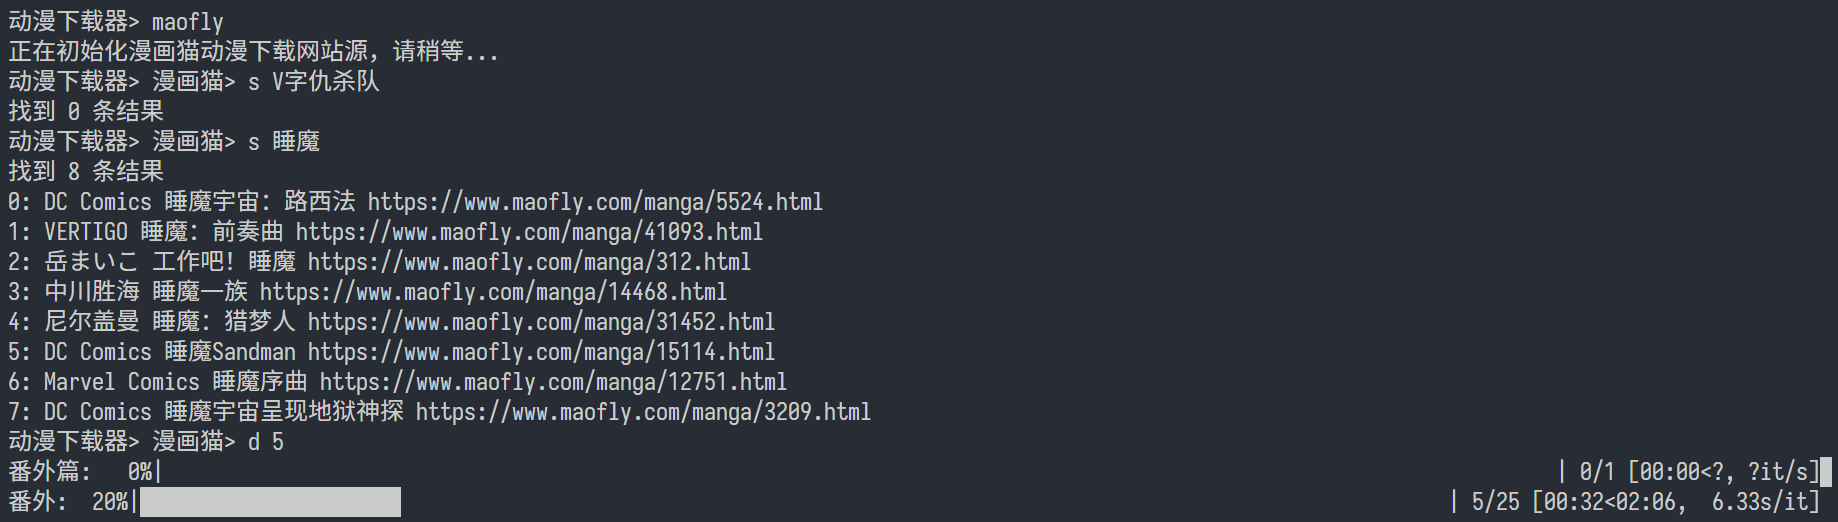 动漫下载器> maofly
正在初始化漫画猫动漫下载网站源，请稍等...
动漫下载器> 漫画猫> s V字仇杀队
找到 0 条结果
动漫下载器> 漫画猫> s 睡魔
找到 8 条结果
0: DC Comics 睡魔宇宙：路西法 https://www.maofly.com/manga/5524.html
1: VERTIGO 睡魔：前奏曲 https://www.maofly.com/manga/41093.html
2: 岳まいこ 工作吧！睡魔 https://www.maofly.com/manga/312.html
3: 中川胜海 睡魔一族 https://www.maofly.com/manga/14468.html
4: 尼尔盖曼 睡魔：猎梦人 https://www.maofly.com/manga/31452.html
5: DC Comics 睡魔Sandman https://www.maofly.com/manga/15114.html
6: Marvel Comics 睡魔序曲 https://www.maofly.com/manga/12751.html
7: DC Comics 睡魔宇宙呈现地狱神探 https://www.maofly.com/manga/3209.html
动漫下载器> 漫画猫> d 5
番外篇:   0%| | 0/1 [00:00<?, ?it/s]
番外:  20%| | 5/25 [00:32<02:06,  6.33s/it]